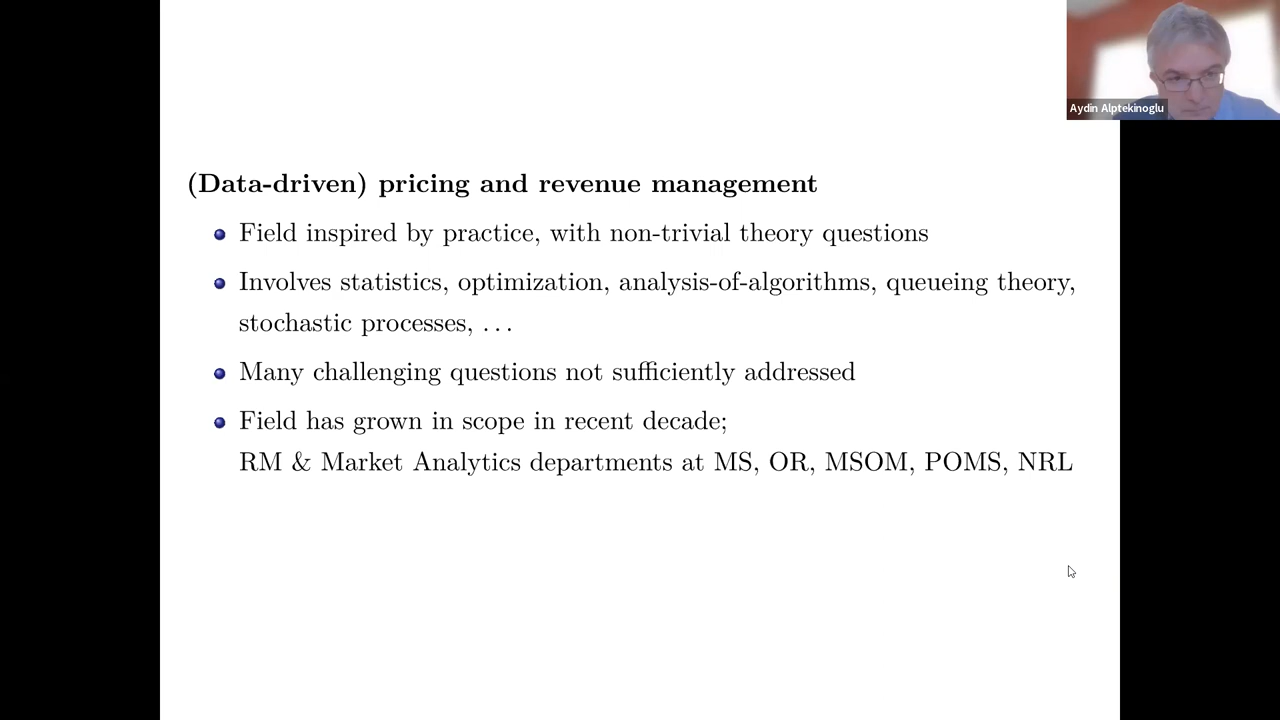 Aydin Alptekinoglu
(Data-driven) pricing and revenue management
Field inspired by practice, with non-trivial theory questions
Involves statistics, optimization, analysis-of-algorithms, queueing theory,
stochastic processes, . . .
Many challenging questions not sufficiently addressed
Field has grown in scope in recent decade;
RM & Market Analytics departments at MS, OR, MSOM, POMS, NRL